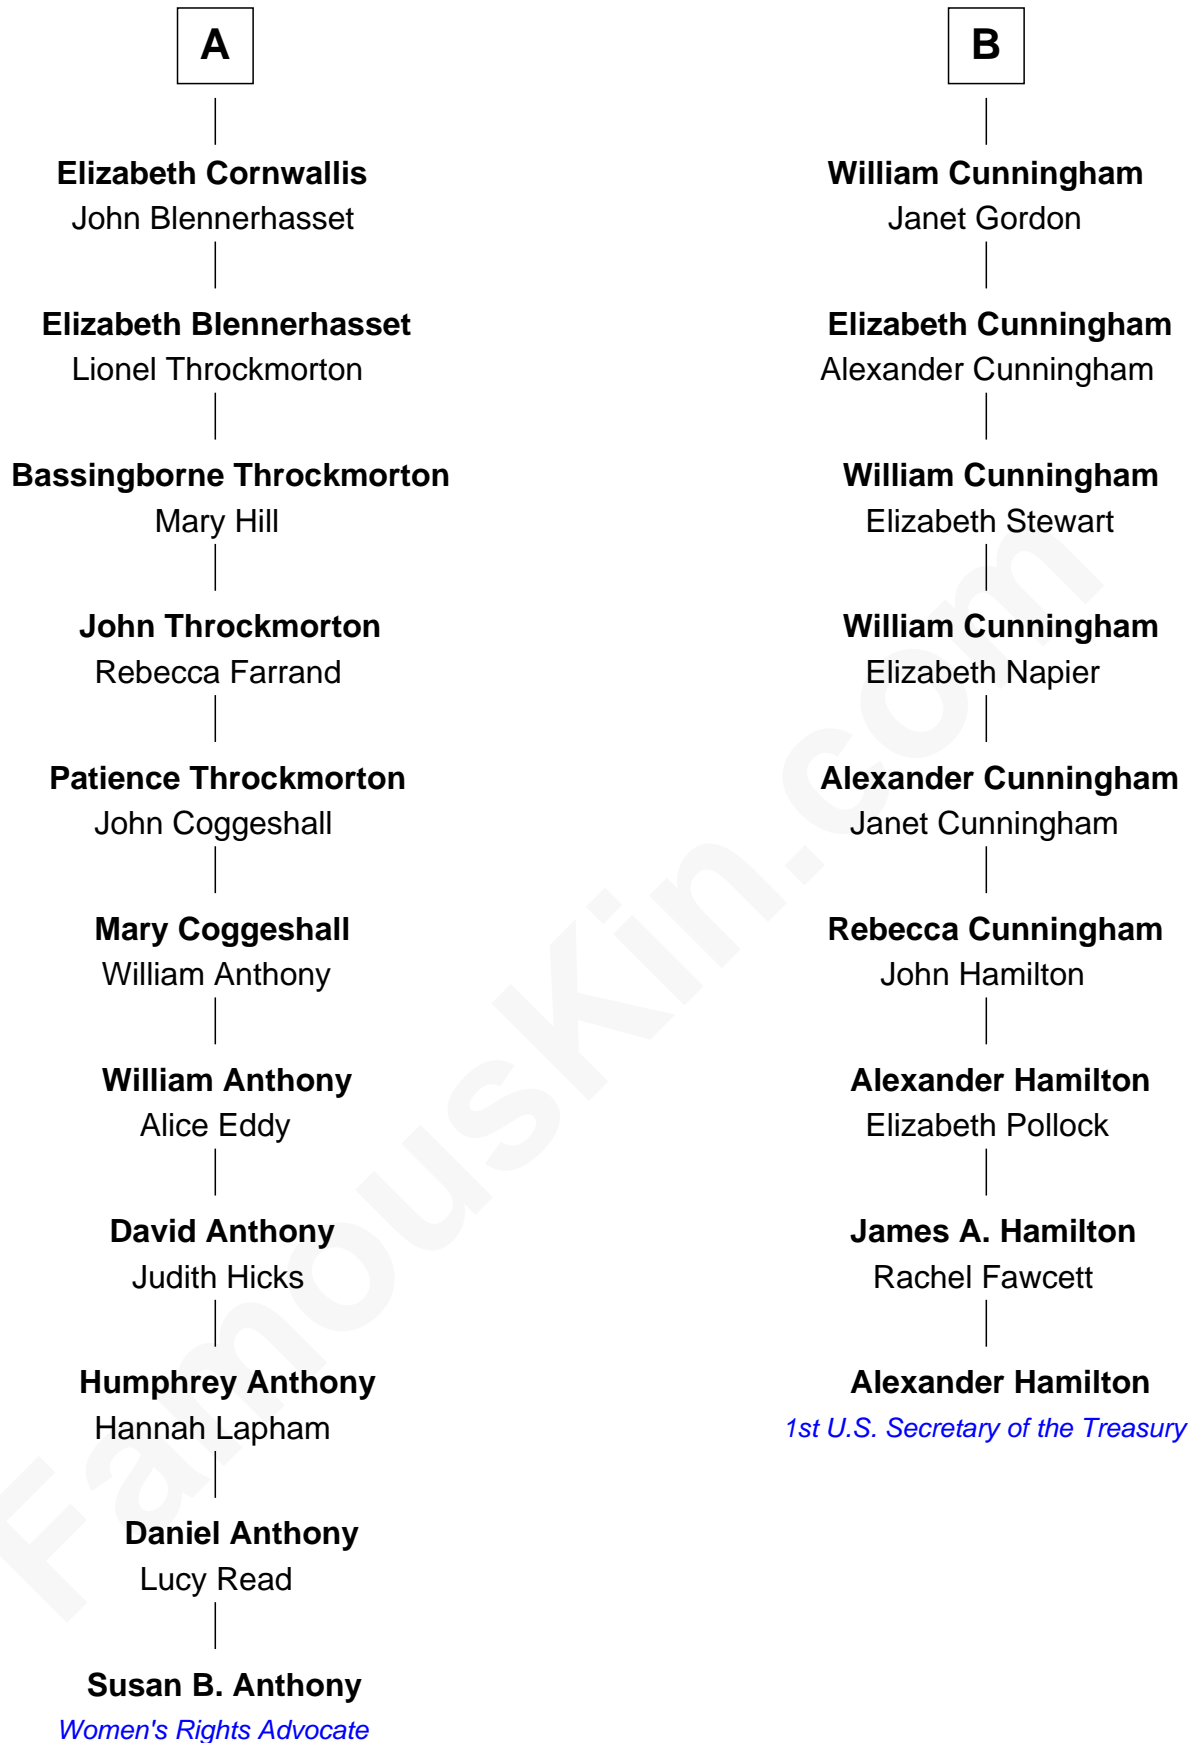 A
Elizabeth Cornwallis
John Blennerhasset
Elizabeth Blennerhasset
Lionel Throckmorton
Bassingborne Throckmorton
Mary Hill
John Throckmorton
Rebecca Farrand
Patience Throckmorton
John Coggeshall
Mary Coggeshall
William Anthony
William Anthony
Alice Eddy
David Anthony
Judith Hicks
Humphrey Anthony
Hannah Lapham
Daniel Anthony
Lucy Read
Susan B. Anthony
Women's Rights Advocate
B
William Cunningham
Janet Gordon
Elizabeth Cunningham
Alexander Cunningham
William Cunningham
Elizabeth Stewart
William Cunningham
Elizabeth Napier
Alexander Cunningham
Janet Cunningham
Rebecca Cunningham
John Hamilton
Alexander Hamilton
Elizabeth Pollock
James A. Hamilton
Rachel Fawcett
Alexander Hamilton
1st U.S. Secretary of the Treasury
FamousKin.com